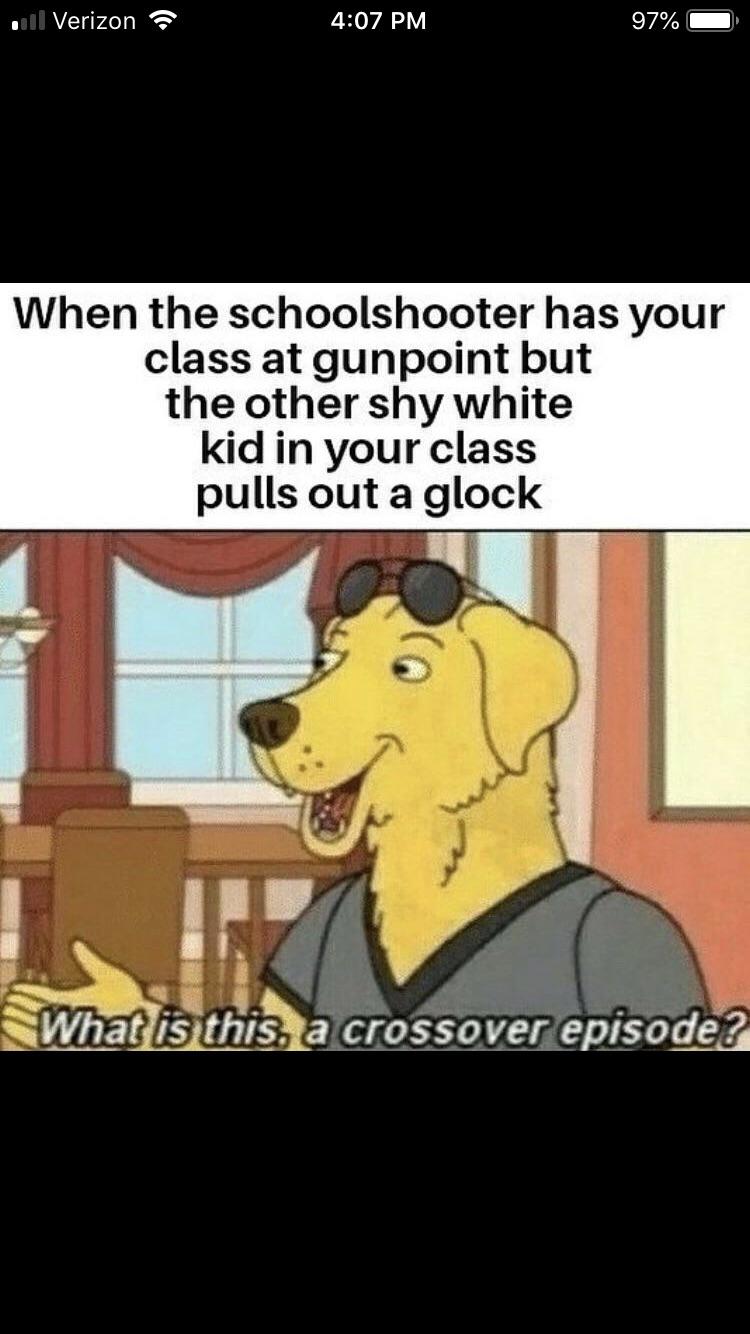 Verizon 4:07 PM 97%
When the schoolshooter has your
class at gunpoint but
the other shy white
kid in your class
pulls out a glock
What is this, a crossover episode?